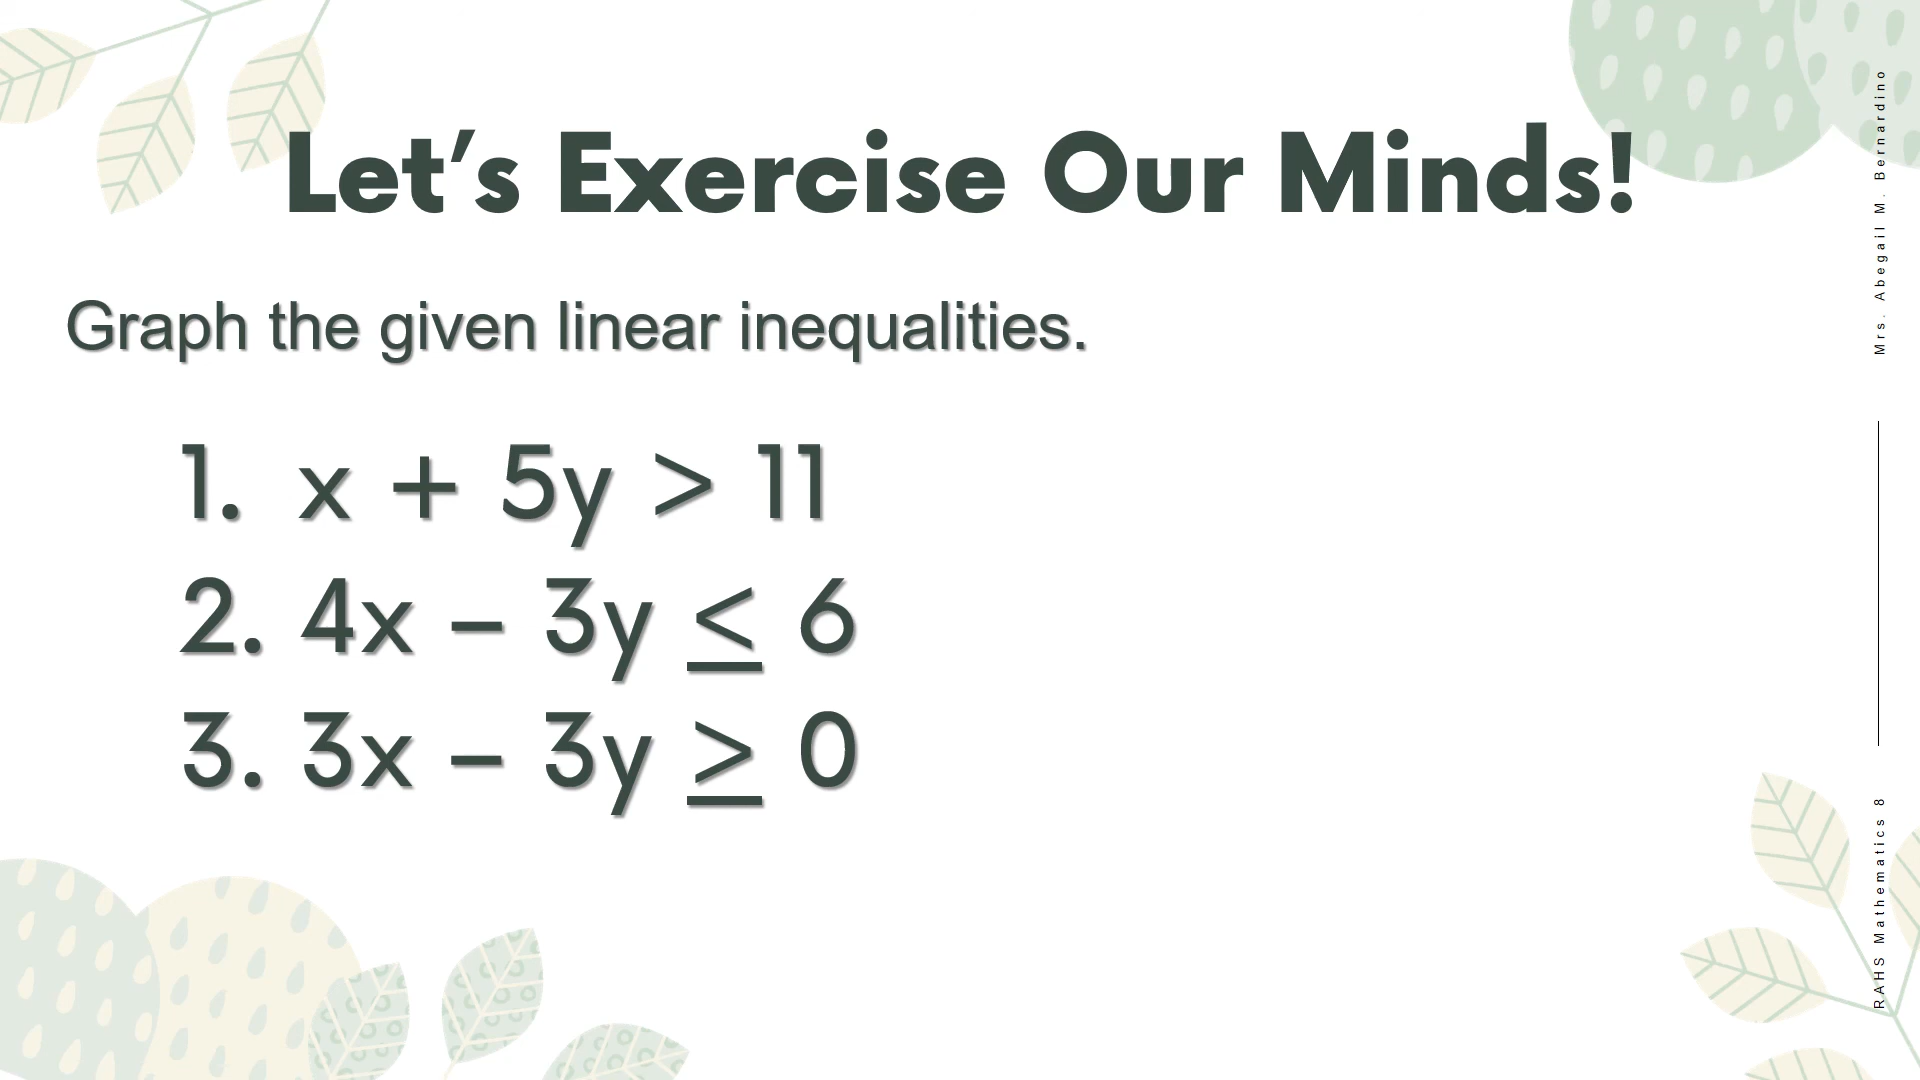 Let’s Exercise Our Minds!
Graph the given linear inequalities.
1. x + 5y > 11
2. 4x – 3y ≤ 6
3. 3x – 3y ≥ 0
Mrs. Abegail M. Bernardino
RAHS Mathematics 8